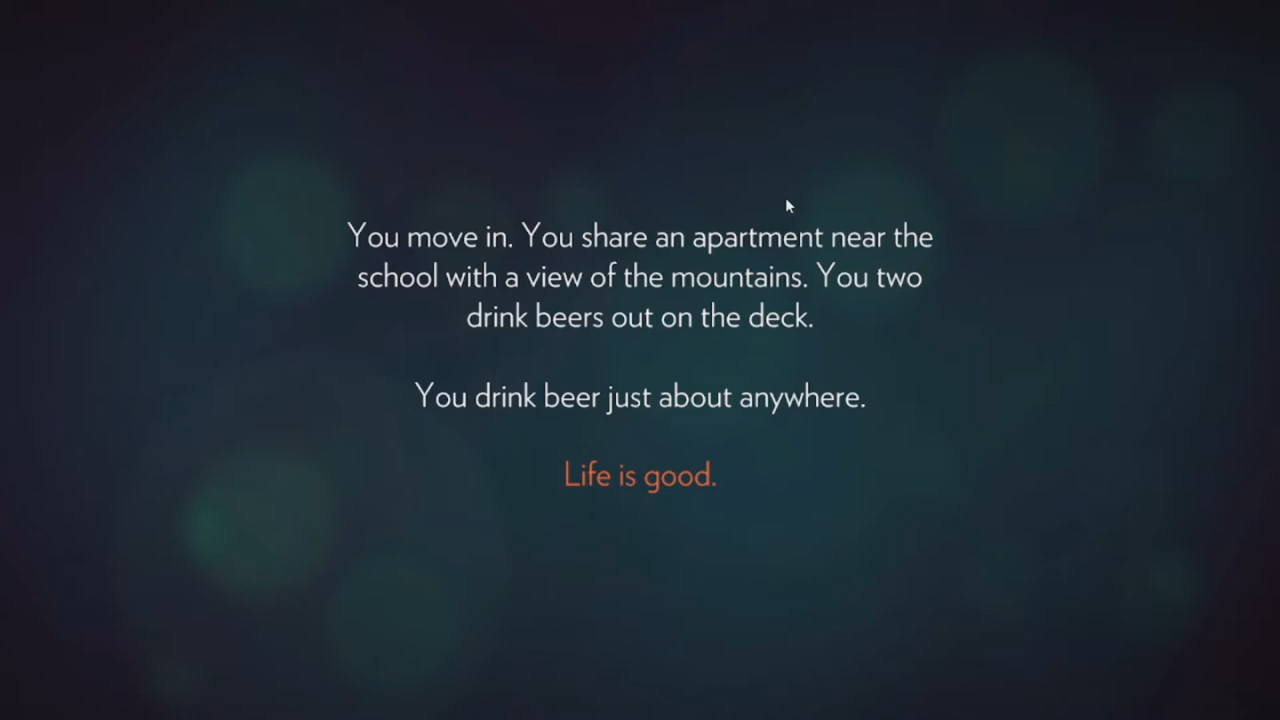 You move in. You share an apartment near the
school with a view of the mountains. You two
drink beers out on the deck.
You drink beer just about anywhere.
Life is good.